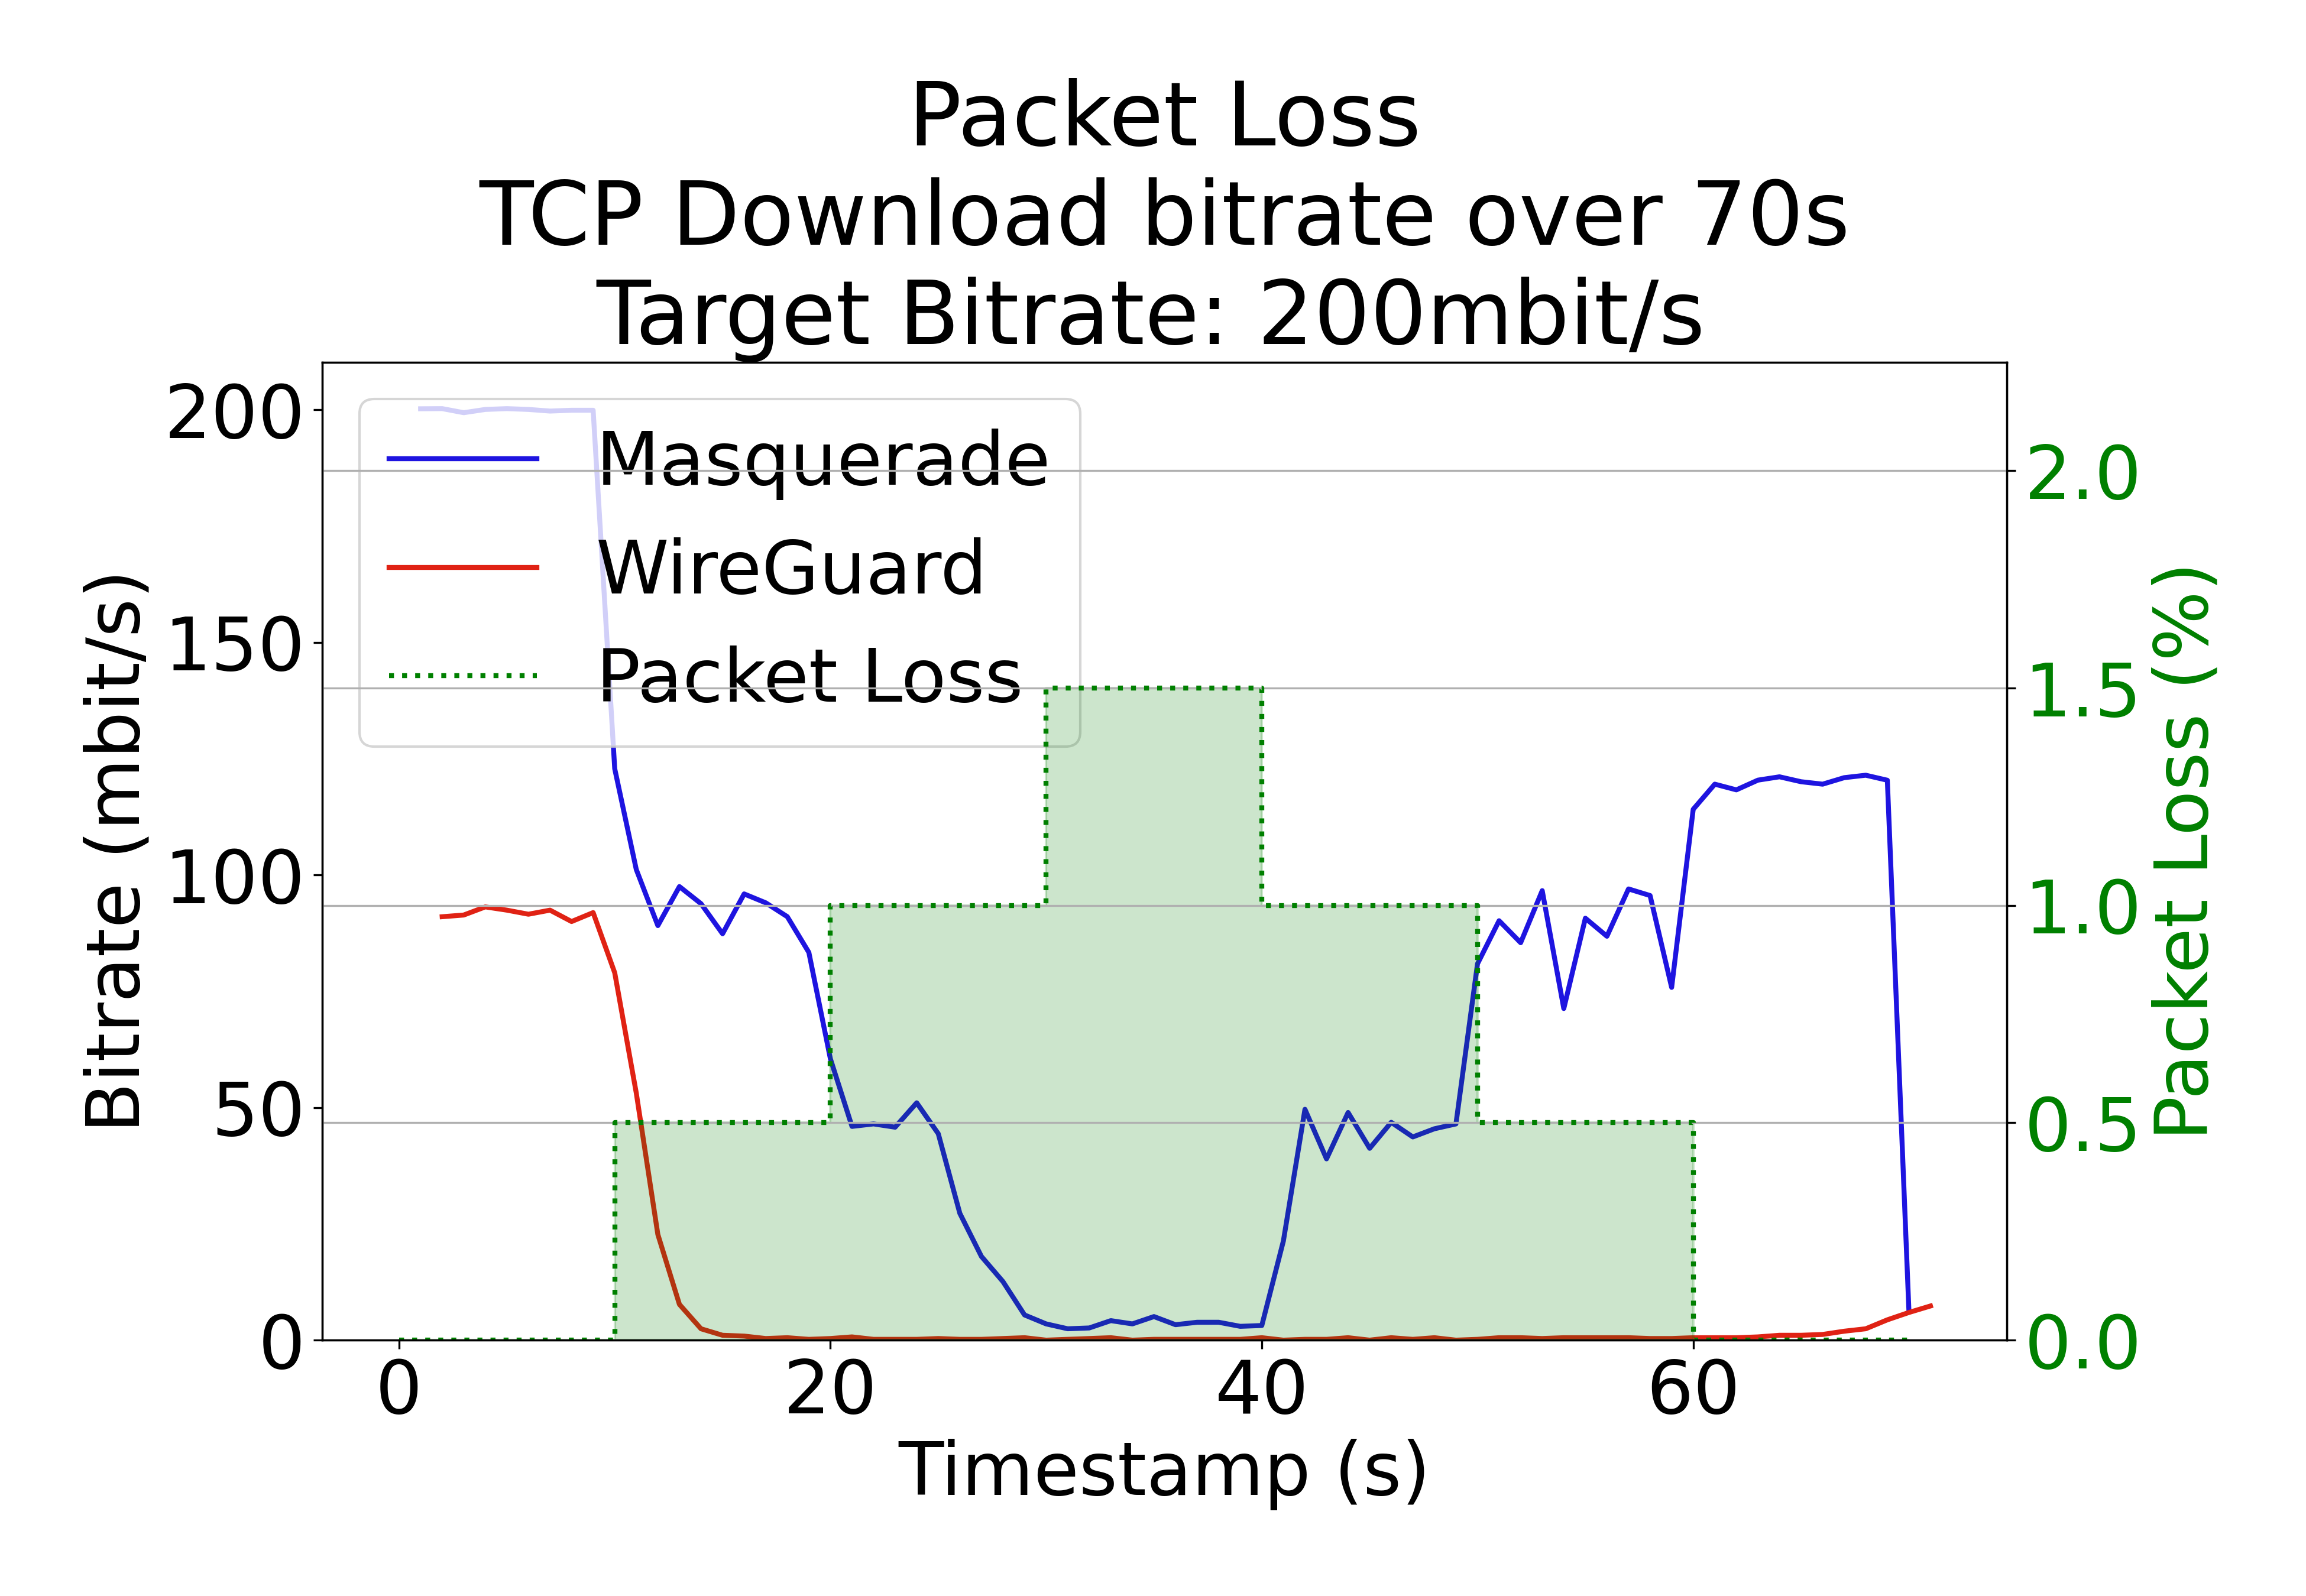 Packet Loss
TCP Download bitrate over 70s
Target Bitrate: 200mbit/s
Bitrate (mbit/s)
200
150
100
50
0
Masquerade
WireGuard
Packet Loss
2.0
1.5
1.0
0.5
0.0
Packet Loss (%)
0 20 40 60
Timestamp (s)